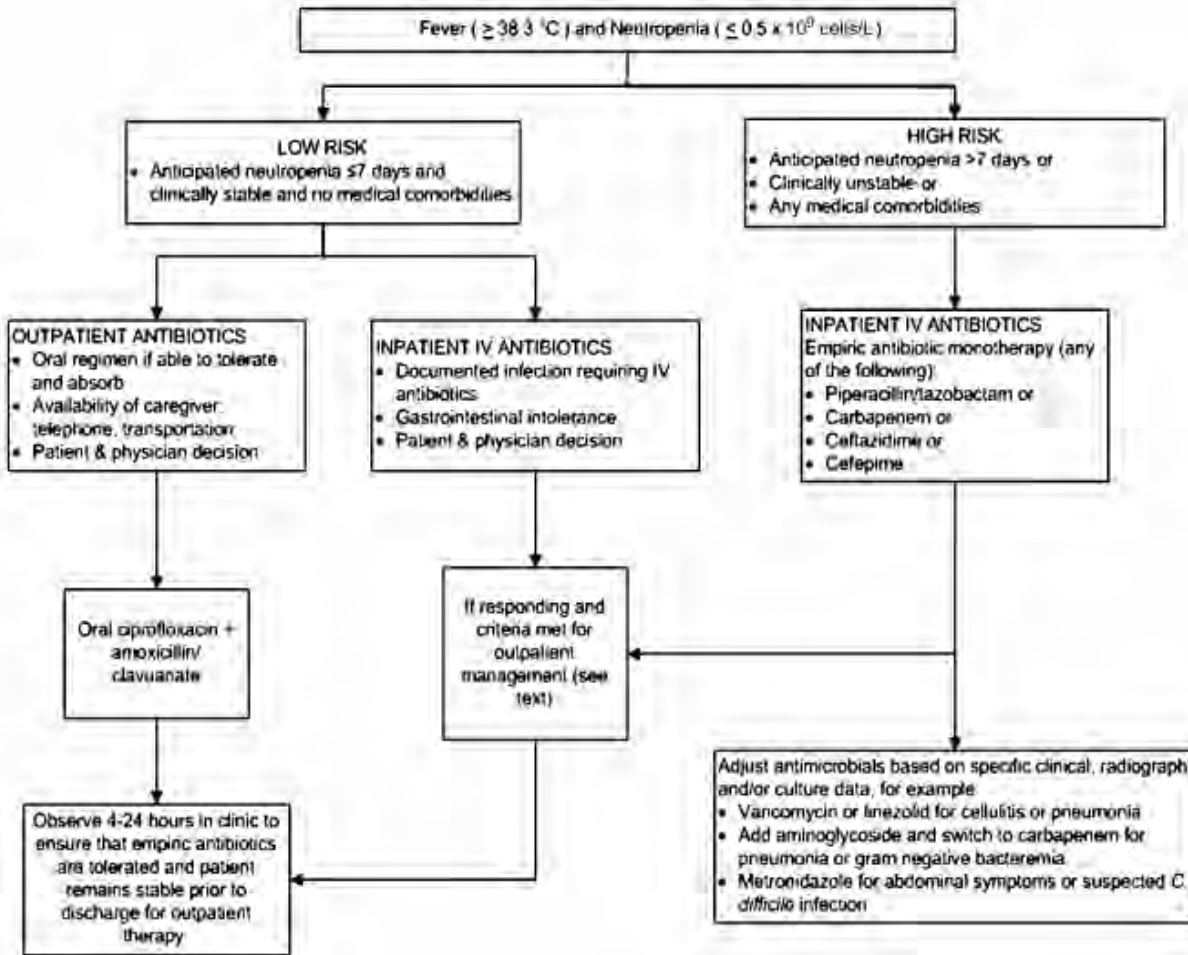 Fever ( ≥ 38.3 °C ) and Neutropenia ( ≤ 0.5 x 10⁹ cells/L )
LOW RISK
• Anticipated neutropenia ≤7 days and
clinically stable and no medical comorbidities
HIGH RISK
• Anticipated neutropenia >7 days or
• Clinically unstable or
• Any medical comorbidities
OUTPATIENT ANTIBIOTICS
• Oral regimen if able to tolerate
and absorb
• Availability of caregiver,
telephone, transportation
• Patient & physician decision
INPATIENT IV ANTIBIOTICS
• Documented infection requiring IV
antibiotics
• Gastrointestinal intolerance
• Patient & physician decision
INPATIENT IV ANTIBIOTICS
Empiric antibiotic monotherapy (any
of the following):
• Piperacillin/tazobactam or
• Carbapenem or
• Ceftazidime or
• Cefepime
Oral ciprofloxacin +
amoxicillin/
clavuanate
If responding and
criteria met for
outpatient
management (see
text)
Observe 4-24 hours in clinic to
ensure that empiric antibiotics
are tolerated and patient
remains stable prior to
discharge for outpatient
therapy
Adjust antimicrobials based on specific clinical, radiograph
and/or culture data, for example
• Vancomycin or linezolid for cellulitis or pneumonia
• Add aminoglycoside and switch to carbapenem for
pneumonia or gram negative bacteremia
• Metronidazole for abdominal symptoms or suspected C.
difficile infection